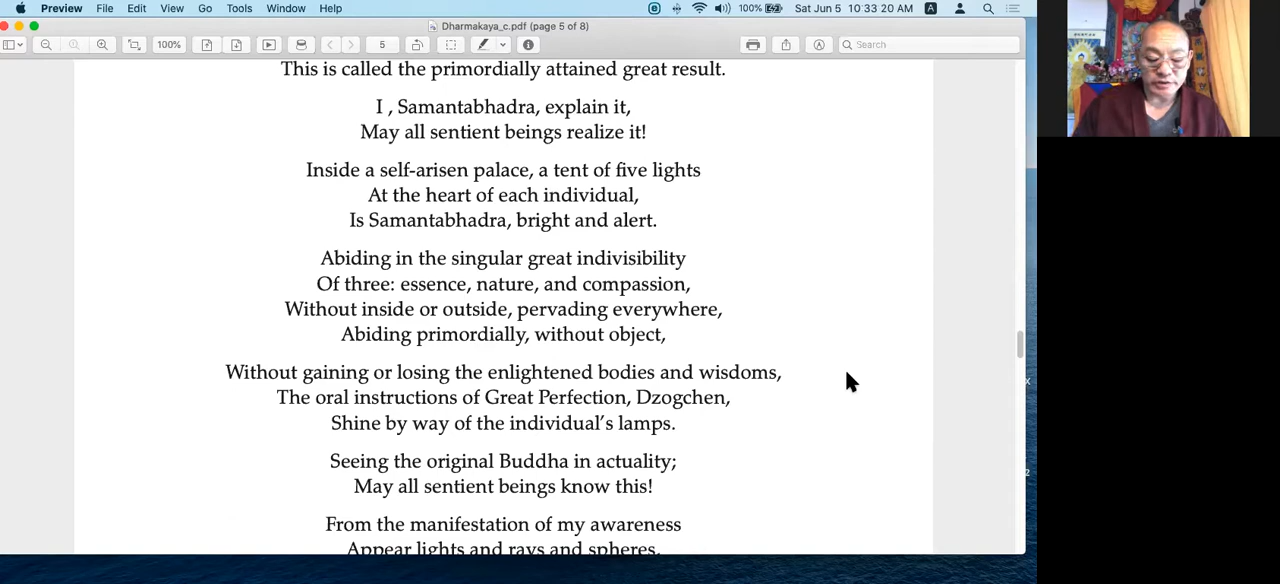 Preview File Edit View Go Tools Window Help
100% Sat Jun 5 10:33:20 AM A
Dharmakaya_c.pdf (page 5 of 8)
100% 5 Search
This is called the primordially attained great result.
I , Samantabhadra, explain it,
May all sentient beings realize it!
Inside a self-arisen palace, a tent of five lights
At the heart of each individual,
Is Samantabhadra, bright and alert.
Abiding in the singular great indivisibility
Of three: essence, nature, and compassion,
Without inside or outside, pervading everywhere,
Abiding primordially, without object,
Without gaining or losing the enlightened bodies and wisdoms,
The oral instructions of Great Perfection, Dzogchen,
Shine by way of the individual's lamps.
Seeing the original Buddha in actuality;
May all sentient beings know this!
From the manifestation of my awareness
Appear lights and rays and spheres.